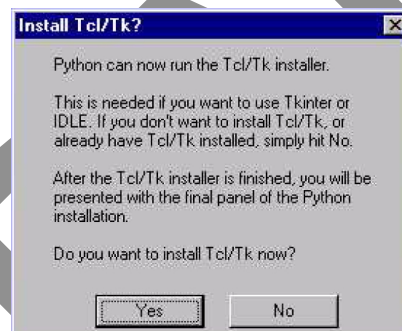 Install Tcl/Tk?
Python can now run the Tcl/Tk installer.
This is needed if you want to use Tkinter or
IDLE. If you don't want to install Tcl/Tk, or
already have Tcl/Tk installed, simply hit No.
After the Tcl/Tk installer is finished, you will be
presented with the final panel of the Python
installation.
Do you want to install Tcl/Tk now?
Yes
No